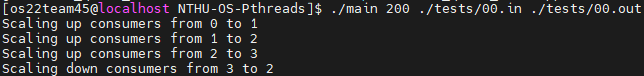 [os22team45@localhost NTHU-OS-Pthreads]$ ./main 200 ./tests/00.in ./tests/00.out
Scaling up consumers from 0 to 1
Scaling up consumers from 1 to 2
Scaling up consumers from 2 to 3
Scaling down consumers from 3 to 2